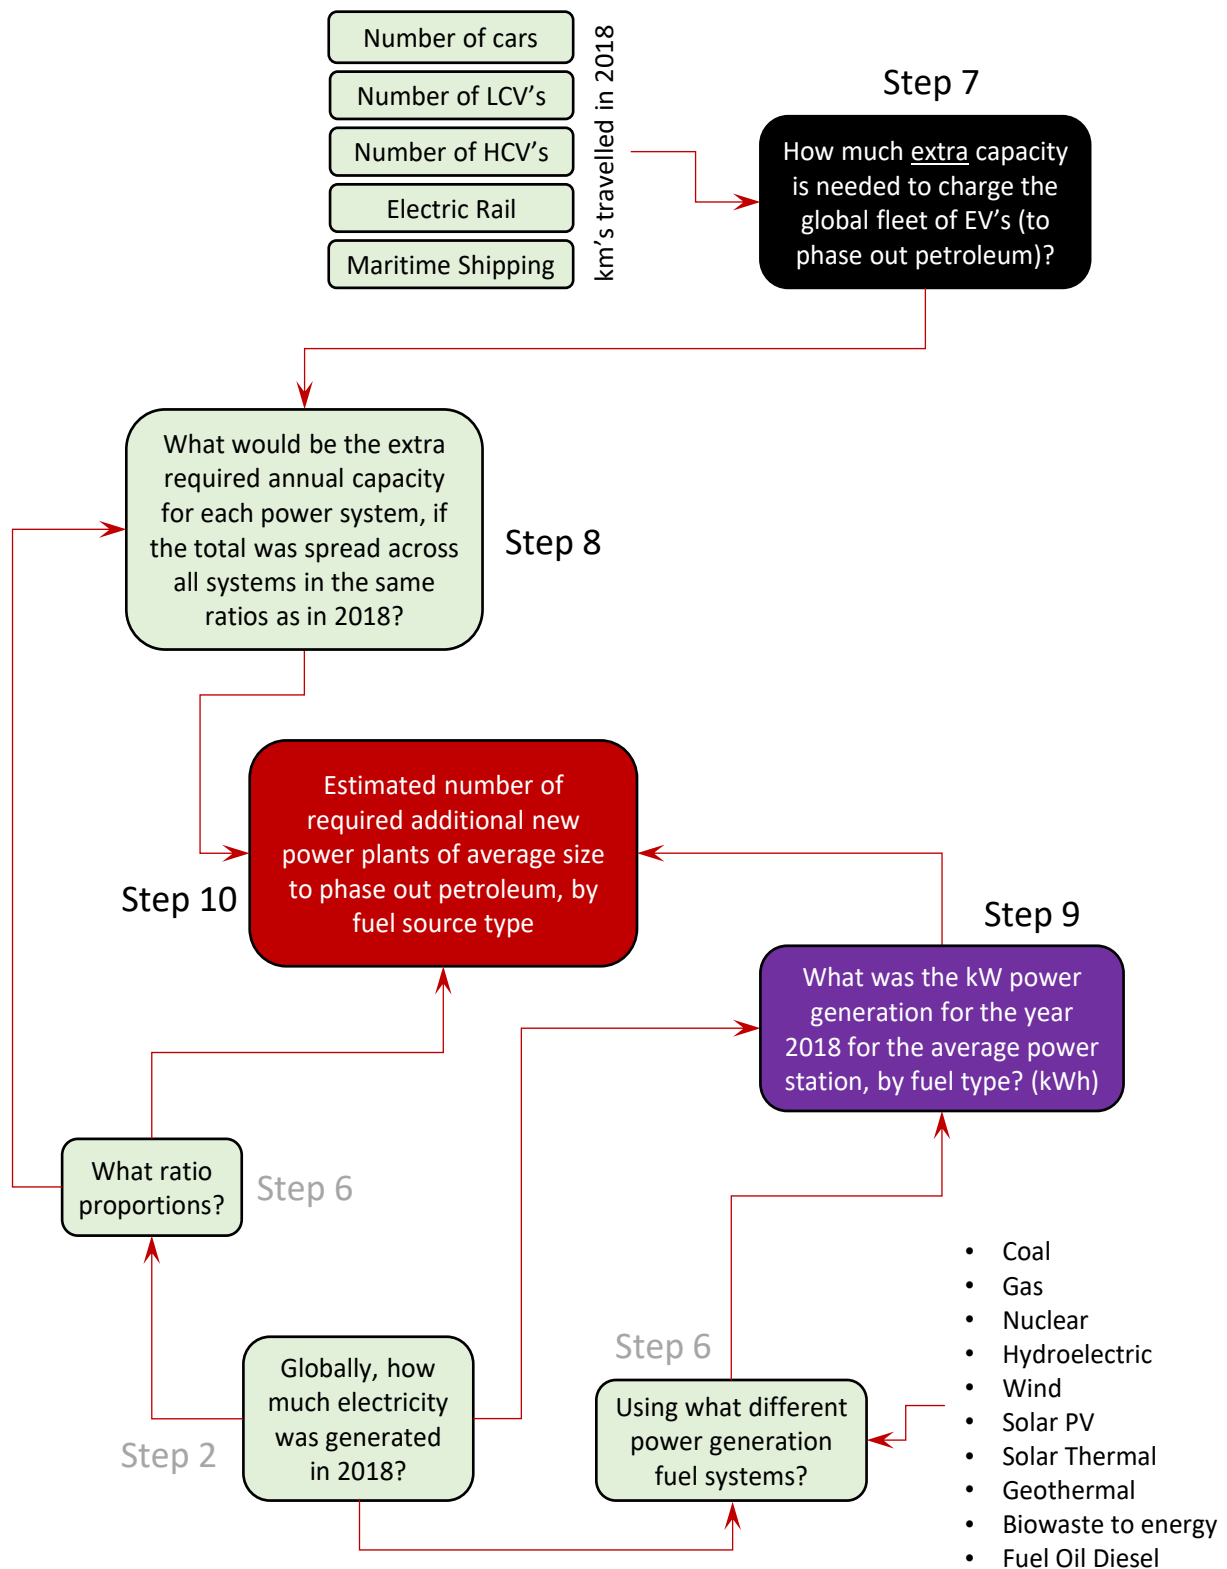 Number of cars
Number of LCV's
Number of HCV's
Electric Rail
Maritime Shipping
km's travelled in 2018
Step 7
How much extra capacity
is needed to charge the
global fleet of EV's (to
phase out petroleum)?
What would be the extra
required annual capacity
for each power system, if
the total was spread across
all systems in the same
ratios as in 2018?
Step 8
Estimated number of
required additional new
power plants of average size
to phase out petroleum, by
fuel source type
Step 10
Step 9
What was the kW power
generation for the year
2018 for the average power
station, by fuel type? (kWh)
What ratio
proportions?
Step 6
Globally, how
much electricity
was generated
in 2018?
Step 2
Step 6
Using what different
power generation
fuel systems?
• Coal
• Gas
• Nuclear
• Hydroelectric
• Wind
• Solar PV
• Solar Thermal
• Geothermal
• Biowaste to energy
• Fuel Oil Diesel